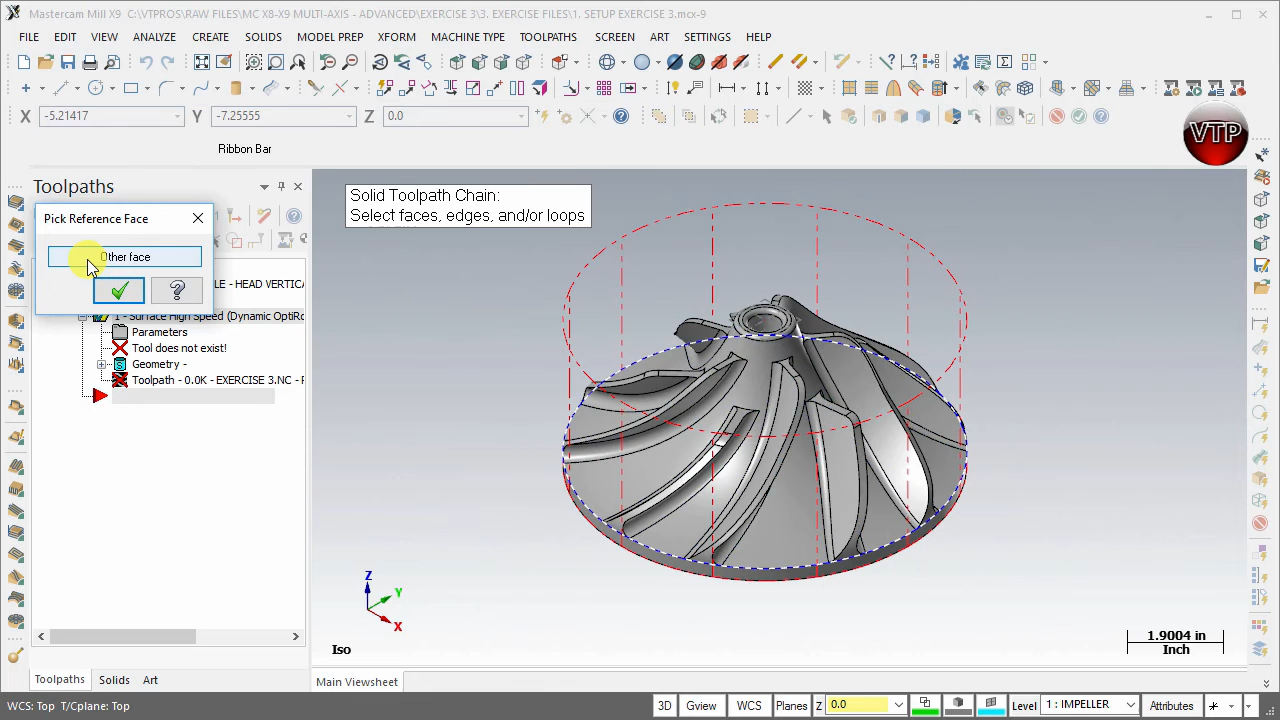 Mastercam Mill X9 C:\VTPROS\RAW FILES\MC X8-X9 MULTI-AXIS - ADVANCED\EXERCISE 3\3. EXERCISE FILES\1. SETUP EXERCISE 3.mcx-9
FILE EDIT VIEW ANALYZE CREATE SOLIDS MODEL PREP XFORM MACHINE TYPE TOOLPATHS SCREEN ART SETTINGS HELP
X -5.21417 Y -7.25555 Z 0.0
VTP
Ribbon Bar
Toolpaths
Solid Toolpath Chain:
Select faces, edges, and/or loops
Pick Reference Face
Other face
LE - HEAD VERTICA
1 - Surface High Speed (Dynamic OptiRo
Parameters
Tool does not exist!
Geometry -
Toolpath - 0.0K - EXERCISE 3.NC - P
Z
Y
X
Iso
1.9004 in
Inch
Toolpaths Solids Art
Main Viewsheet
WCS: Top T/Cplane: Top
3D Gview WCS Planes Z 0.0 Level 1 : IMPELLER Attributes